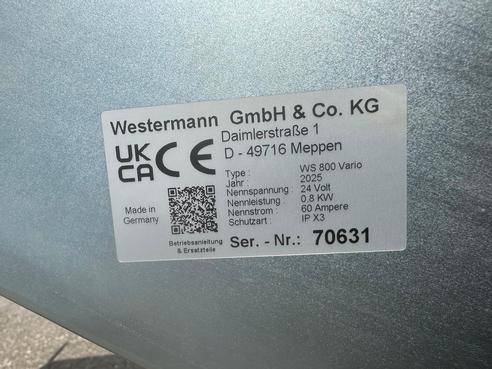 Westermann GmbH & Co. KG
Daimlerstraße 1
D - 49716 Meppen
UK
CA CE
Type : WS 800 Vario
Jahr : 2025
Nennspannung : 24 Volt
Nennleistung : 0,8 KW
Nennstrom : 60 Ampere
Schutzart : IP X3
Made in
Germany
Betriebsanleitung
& Ersatzteile
Ser. - Nr.: 70631